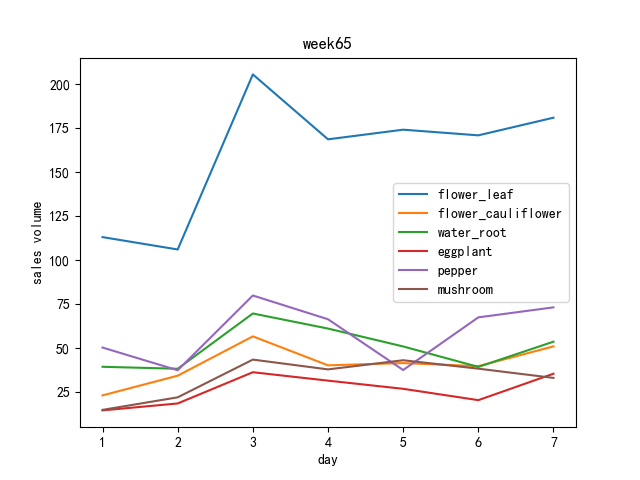 week65
sales volume
200
175
150
125
100
75
50
25
flower_leaf
flower_cauliflower
water_root
eggplant
pepper
mushroom
1 2 3 4 5 6 7
day